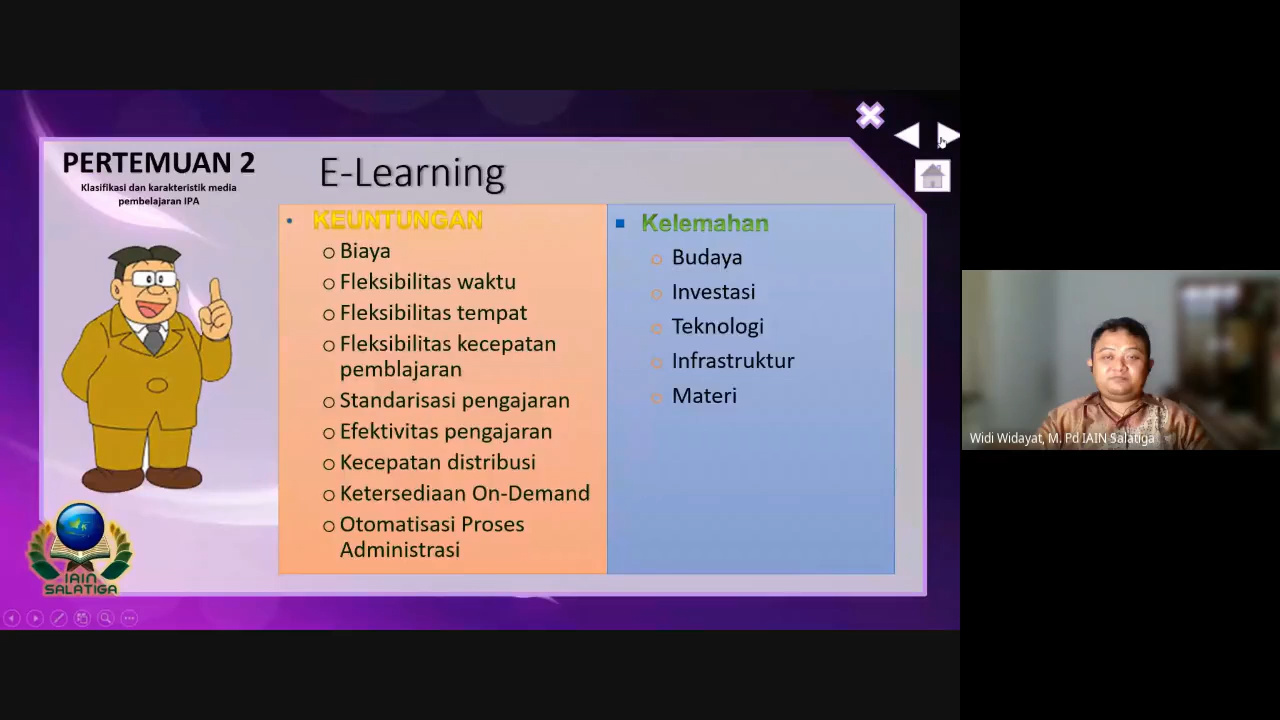 PERTEMUAN 2
Klasifikasi dan karakteristik media
pembelajaran IPA
E-Learning
KEUNTUNGAN
Biaya
Fleksibilitas waktu
Fleksibilitas tempat
Fleksibilitas kecepatan
pemblajaran
Standarisasi pengajaran
Efektivitas pengajaran
Kecepatan distribusi
Ketersediaan On-Demand
Otomatisasi Proses
Administrasi
Kelemahan
Budaya
Investasi
Teknologi
Infrastruktur
Materi
IAIN
SALATIGA
Widi Widayat, M. Pd IAIN Salatiga